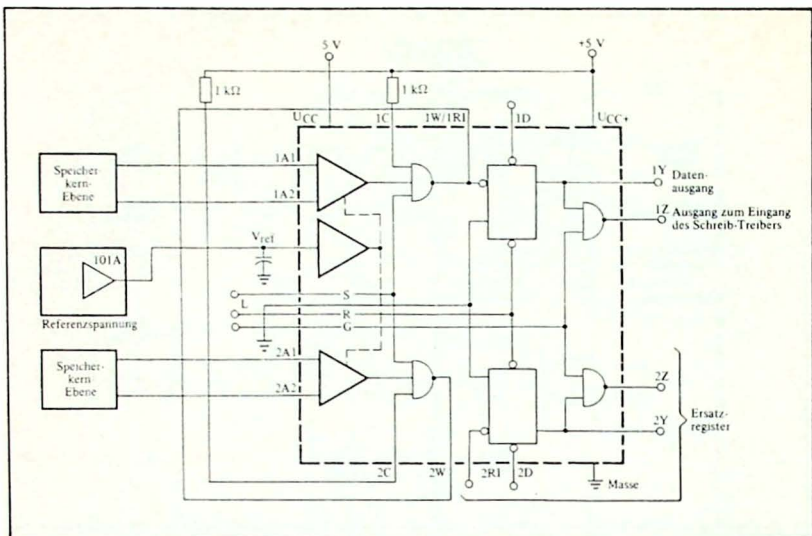 5 V
+5 V
1 kΩ
1 kΩ
UCC
1C
1W/1RI
1D
UCC+
Speicher-
kern-
Ebene
1A1
1A2
1Y
Daten-
ausgang
1Z
Ausgang zum Eingang
des Schreib-Treibers
101A
Vref
Referenzspannung
L
S
R
G
Speicher-
kern-
Ebene
2A1
2A2
2Z
2Y
Ersatz-
register
2C
2W
2RI
2D
Masse